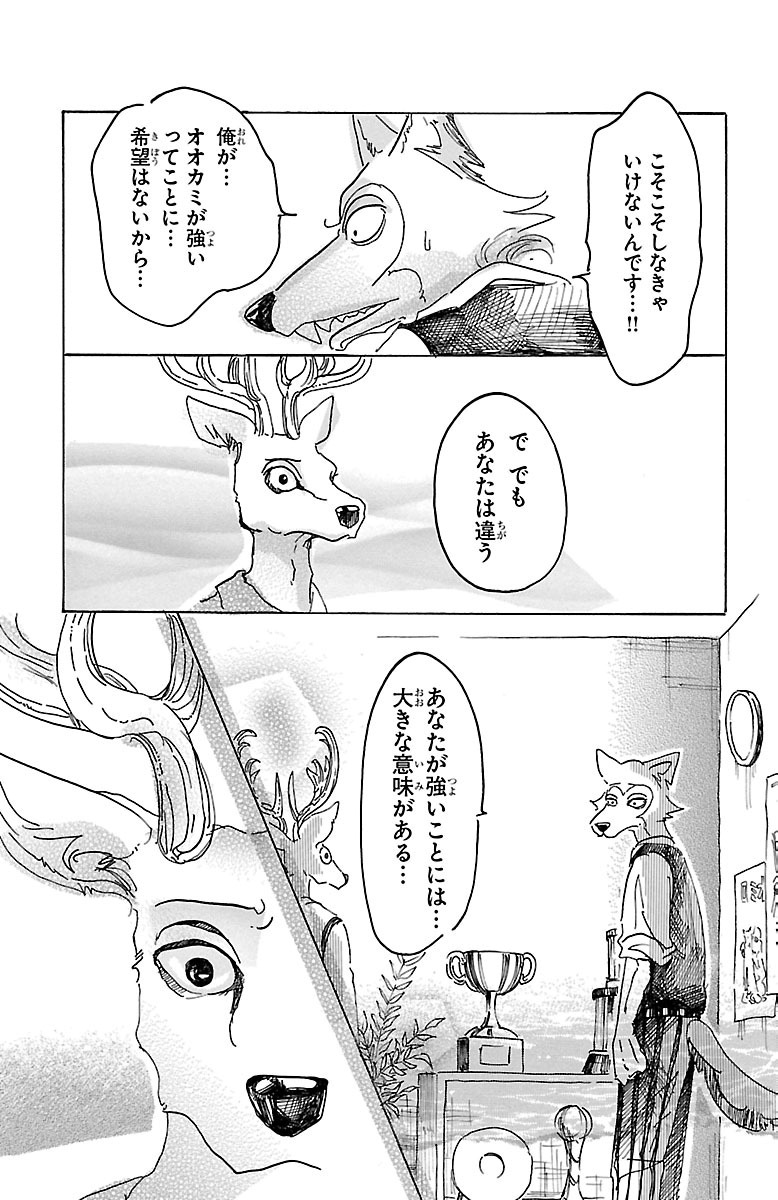 こそこそしなきゃ
いけないんです…!!
俺が…
オオカミが強い
ってことに…
希望はないから…
で でも
あなたは違う
あなたが強いことには…
大きな意味がある…